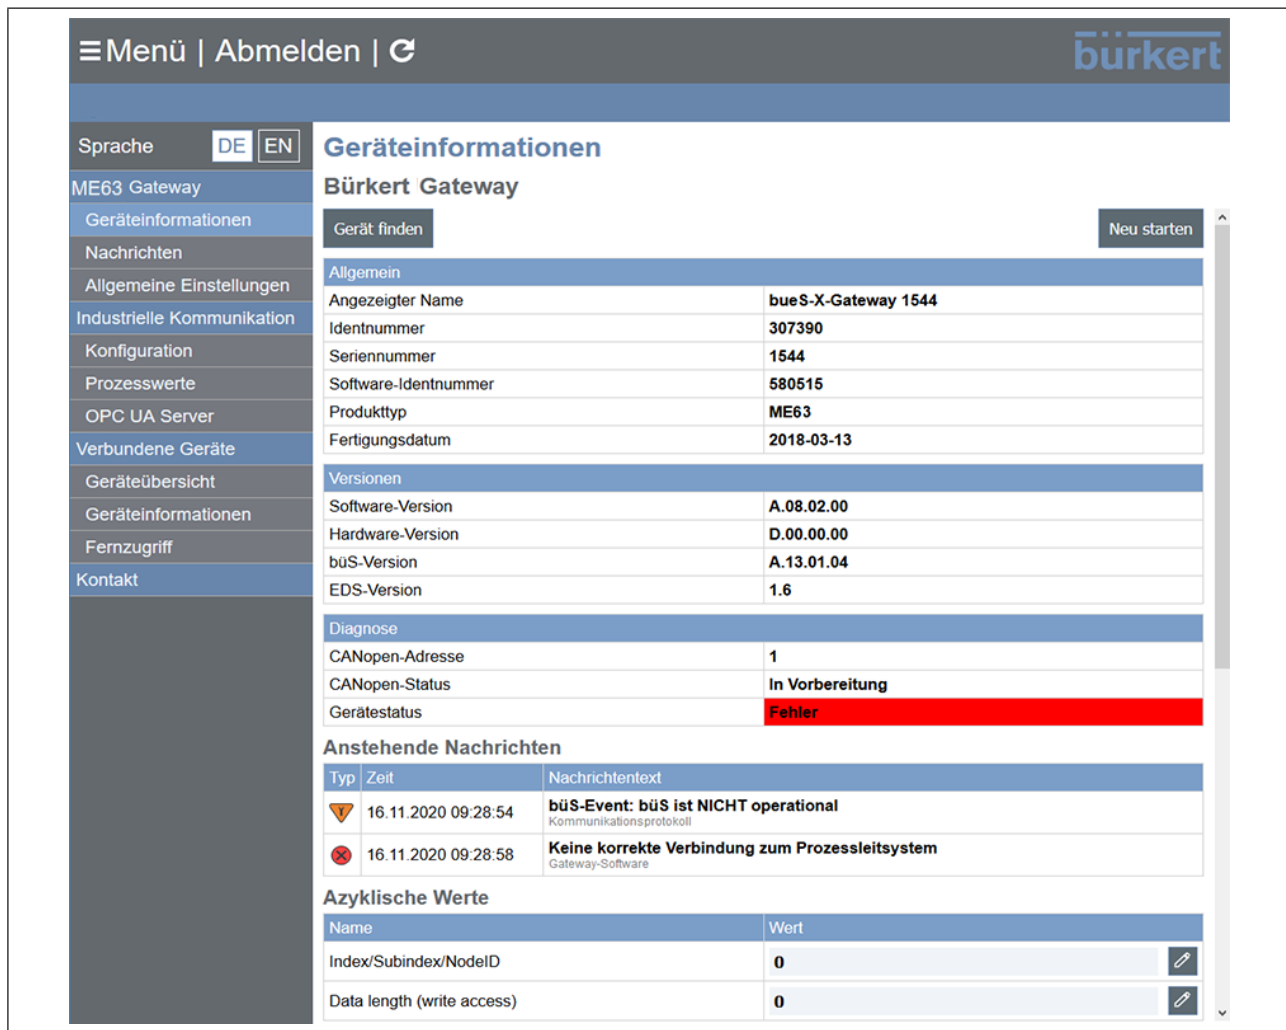 Menü | Abmelden |
bürkert
Sprache DE EN
ME63 Gateway
Geräteinformationen
Nachrichten
Allgemeine Einstellungen
Industrielle Kommunikation
Konfiguration
Prozesswerte
OPC UA Server
Verbundene Geräte
Geräteübersicht
Geräteinformationen
Fernzugriff
Kontakt
Geräteinformationen
Bürkert Gateway
Gerät finden Neu starten
Allgemein
Angezeigter Name bueS-X-Gateway 1544
Identnummer 307390
Seriennummer 1544
Software-Identnummer 580515
Produkttyp ME63
Fertigungsdatum 2018-03-13
Versionen
Software-Version A.08.02.00
Hardware-Version D.00.00.00
büS-Version A.13.01.04
EDS-Version 1.6
Diagnose
CANopen-Adresse 1
CANopen-Status In Vorbereitung
Gerätestatus Fehler
Anstehende Nachrichten
Typ Zeit Nachrichtentext
16.11.2020 09:28:54 büS-Event: büS ist NICHT operational
Kommunikationsprotokoll
16.11.2020 09:28:58 Keine korrekte Verbindung zum Prozessleitsystem
Gateway-Software
Azyklische Werte
Name Wert
Index/Subindex/NodeID 0
Data length (write access) 0